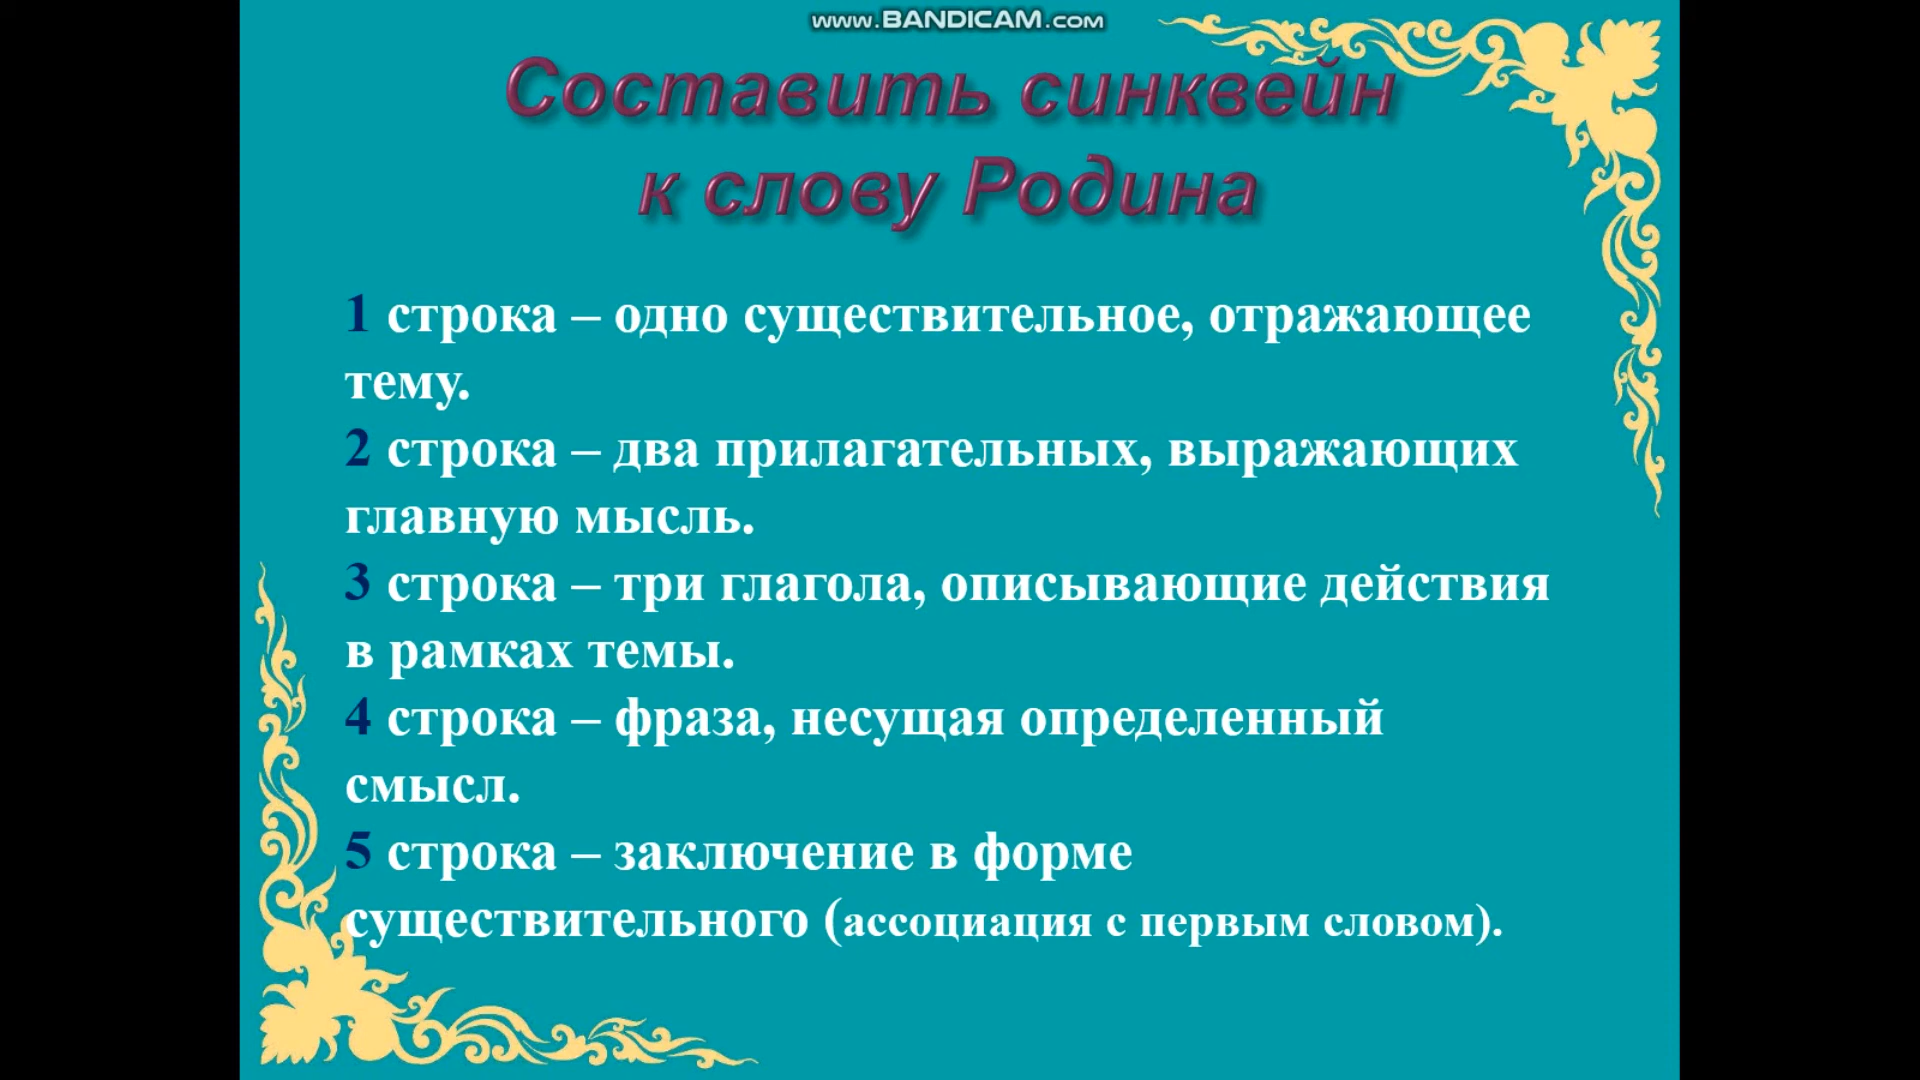 www.BANDICAM.com
Составить синквейн
к слову Родина
1 строка – одно существительное, отражающее
тему.
2 строка – два прилагательных, выражающих
главную мысль.
3 строка – три глагола, описывающие действия
в рамках темы.
4 строка – фраза, несущая определенный
смысл.
5 строка – заключение в форме
существительного (ассоциация с первым словом).